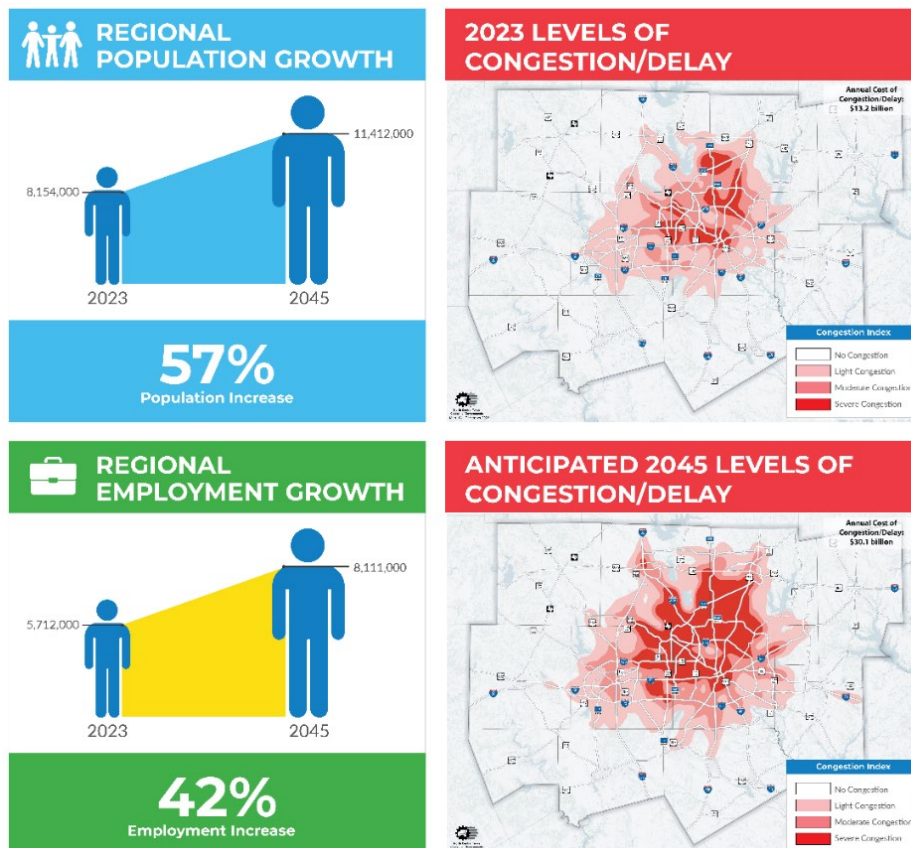 REGIONAL
POPULATION GROWTH
11,412,000
8,154,000
2023
2045
57%
Population Increase
2023 LEVELS OF
CONGESTION/DELAY
Annual Cost of
Congestion/Delay:
$13.2 billion
Congestion Index
No Congestion
Light Congestion
Moderate Congestion
Severe Congestion
REGIONAL
EMPLOYMENT GROWTH
8,111,000
5,712,000
2023
2045
42%
Employment Increase
ANTICIPATED 2045 LEVELS OF
CONGESTION/DELAY
Annual Cost of
Congestion/Delay:
$30.1 billion
Congestion Index
No Congestion
Light Congestion
Moderate Congestion
Severe Congestion